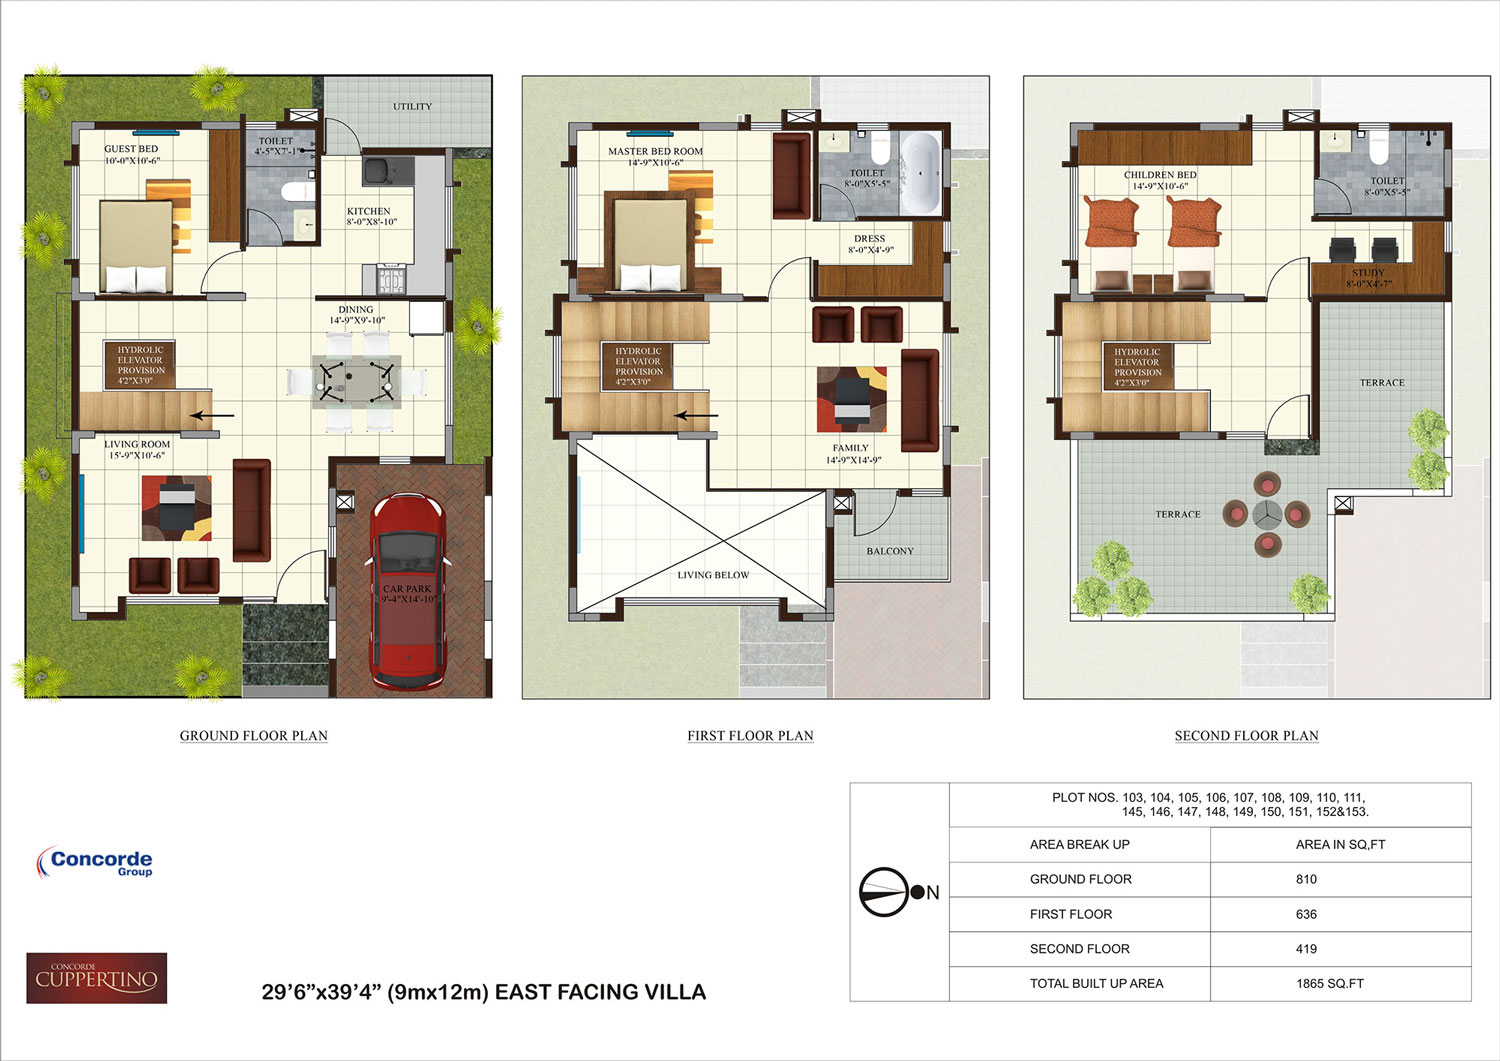 UTILITY
GUEST BED
10'-0"X10'-6"
TOILET
4'-5"X7'-1"
KITCHEN
8'-0"X8'-10"
DINING
14'-9"X9'-10"
HYDROLIC
ELEVATOR
PROVISION
4'2"X3'0"
LIVING ROOM
15'-9"X10'-6"
CAR PARK
9'-4"X14'-10"
GROUND FLOOR PLAN
MASTER BED ROOM
14'-9"X10'-6"
TOILET
8'-0"X5'-5"
DRESS
8'-0"X4'-9"
HYDROLIC
ELEVATOR
PROVISION
4'2"X3'0"
FAMILY
14'-9"X14'-9"
BALCONY
LIVING BELOW
FIRST FLOOR PLAN
CHILDREN BED
14'-9"X10'-6"
TOILET
8'-0"X5'-5"
STUDY
8'-0"X4'-7"
HYDROLIC
ELEVATOR
PROVISION
4'2"X3'0"
TERRACE
TERRACE
SECOND FLOOR PLAN
PLOT NOS. 103, 104, 105, 106, 107, 108, 109, 110, 111,
145, 146, 147, 148, 149, 150, 151, 152&153.
AREA BREAK UP AREA IN SQ,FT
GROUND FLOOR 810
FIRST FLOOR 636
SECOND FLOOR 419
TOTAL BUILT UP AREA 1865 SQ.FT
N
Concorde
Group
CONCORDE
CUPPERTINO
29'6"x39'4" (9mx12m) EAST FACING VILLA